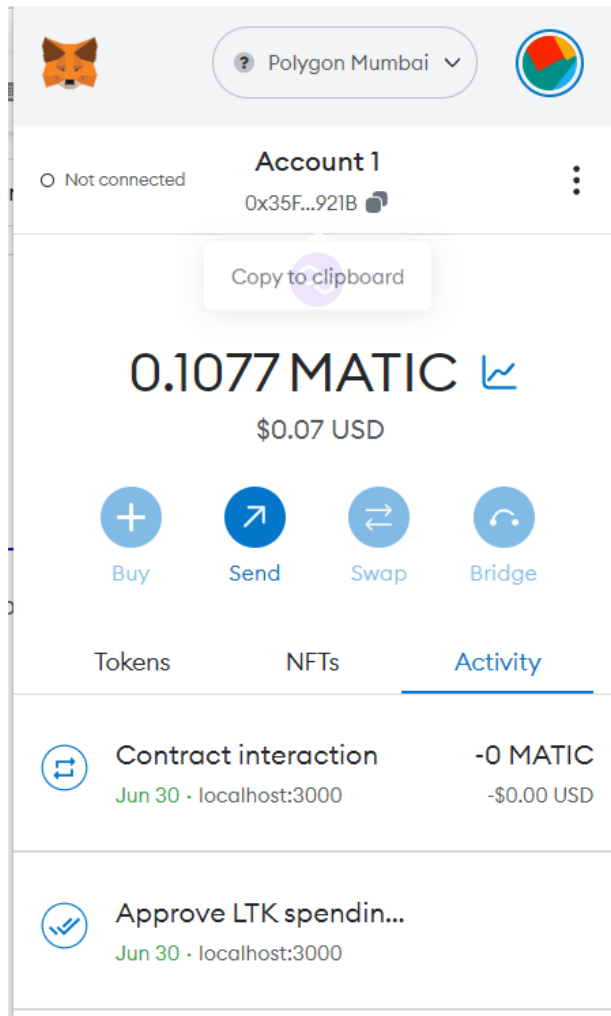 ? Polygon Mumbai
Not connected
Account 1
0x35F...921B
Copy to clipboard
0.1077 MATIC
$0.07 USD
Buy Send Swap Bridge
Tokens NFTs Activity
Contract interaction -0 MATIC
Jun 30 · localhost:3000 -$0.00 USD
Approve LTK spendin...
Jun 30 · localhost:3000